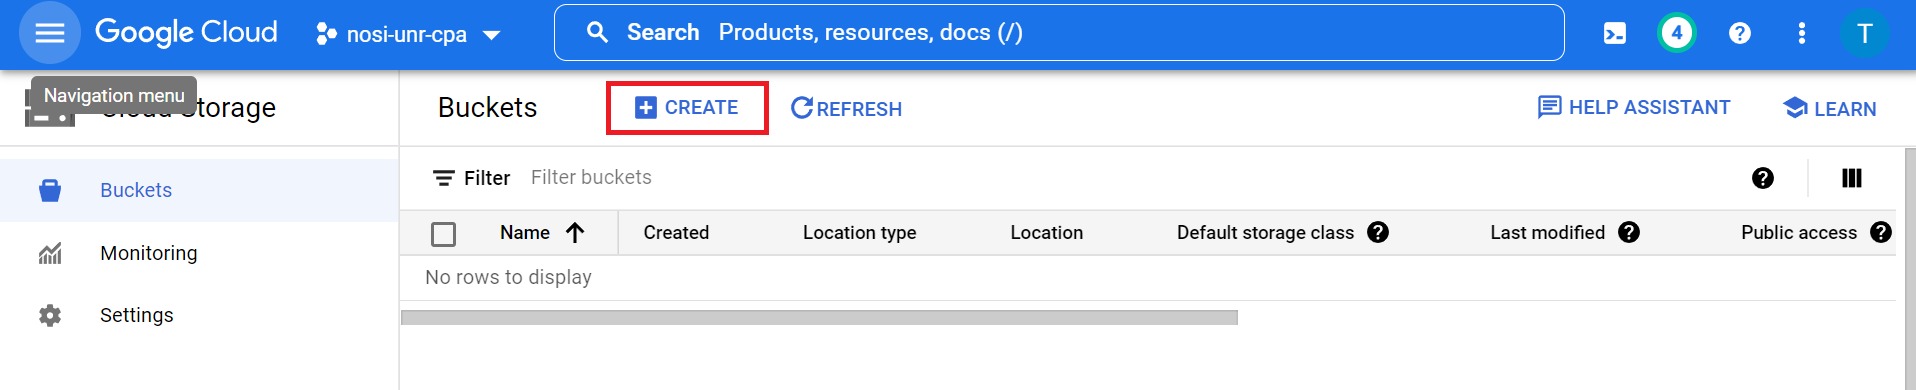 Google Cloud
nosi-unr-cpa
Search Products, resources, docs (/)
4
T
Navigation menu
Cloud Storage
Buckets
CREATE
REFRESH
HELP ASSISTANT
LEARN
Buckets
Monitoring
Settings
Filter Filter buckets
Name Created Location type Location Default storage class Last modified Public access
No rows to display